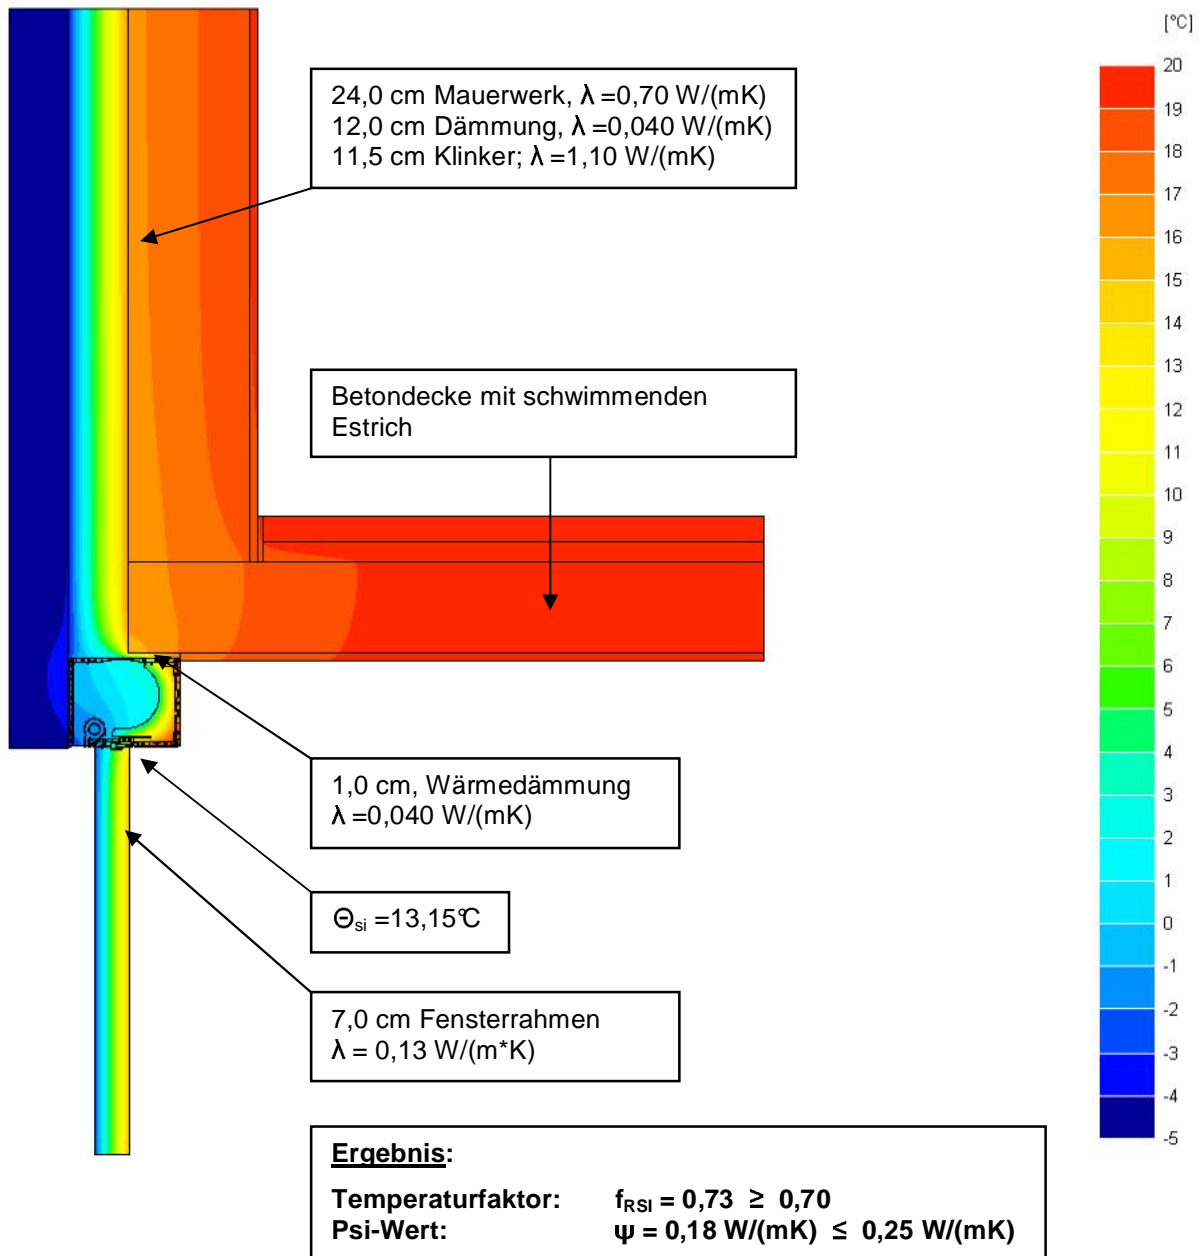 [°C]
24,0 cm Mauerwerk, λ =0,70 W/(mK)
12,0 cm Dämmung, λ =0,040 W/(mK)
11,5 cm Klinker; λ =1,10 W/(mK)
Betondecke mit schwimmenden
Estrich
1,0 cm, Wärmedämmung
λ =0,040 W/(mK)
Θsi =13,15°C
7,0 cm Fensterrahmen
λ = 0,13 W/(m*K)
Ergebnis:
Temperaturfaktor: fRSI = 0,73 ≥ 0,70
Psi-Wert: ψ = 0,18 W/(mK) ≤ 0,25 W/(mK)
20
19
18
17
16
15
14
13
12
11
10
9
8
7
6
5
4
3
2
1
0
-1
-2
-3
-4
-5